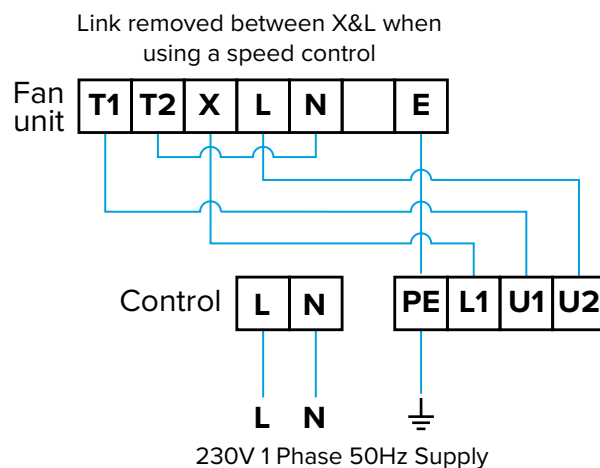 Link removed between X&L when
using a speed control
Fan
unit
T1 T2 X L N E
Control
L N
PE L1 U1 U2
L N
230V 1 Phase 50Hz Supply